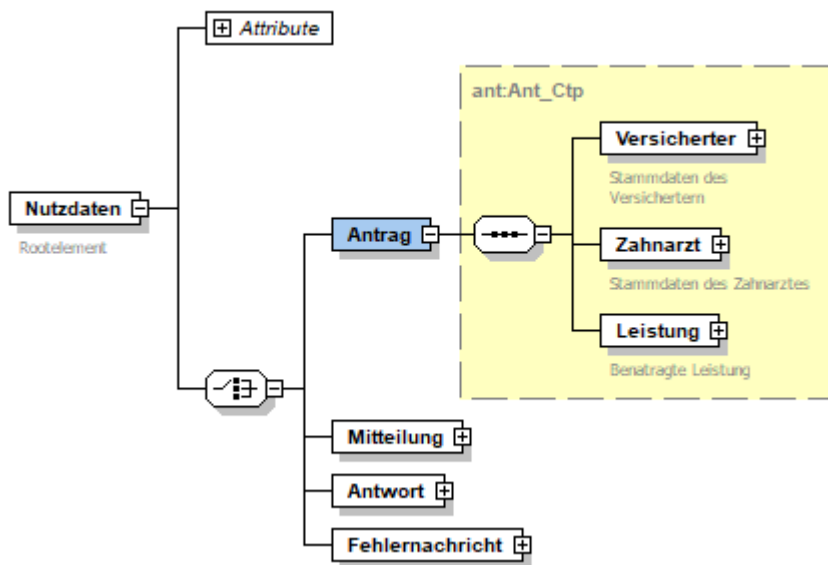 Attribute
ant:Ant_Ctp
Versicherter
Stammdaten des
Versichertern
Nutzdaten
Rootelement
Antrag
Zahnarzt
Stammdaten des Zahnarztes
Leistung
Benatragte Leistung
Mitteilung
Antwort
Fehlernachricht